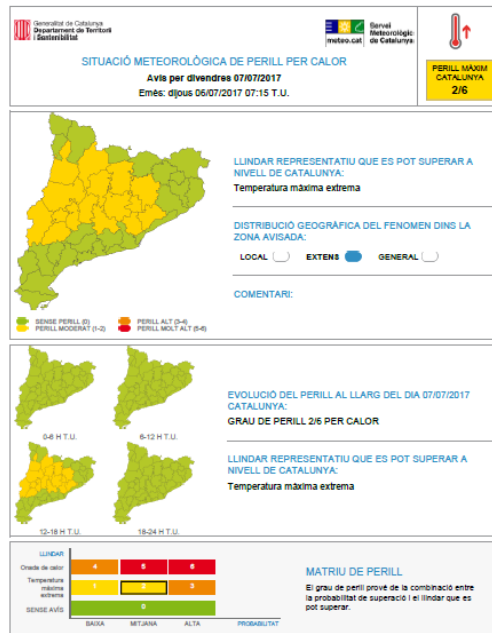 Generalitat de Catalunya
Departament de Territori
i Sostenibilitat
meteo.cat
Servei
Meteorològic
de Catalunya
SITUACIÓ METEOROLÒGICA DE PERILL PER CALOR
Avís per divendres 07/07/2017
Emès: dijous 06/07/2017 07:15 T.U.
PERILL MÀXIM
CATALUNYA
2/6
LLINDAR REPRESENTATIU QUE ES POT SUPERAR A
NIVELL DE CATALUNYA:
Temperatura màxima extrema
DISTRIBUCIÓ GEOGRÀFICA DEL FENOMEN DINS LA
ZONA AVISADA:
LOCAL EXTENS GENERAL
COMENTARI:
SENSE PERILL (0) PERILL ALT (3-4)
PERILL MODERAT (1-2) PERILL MOLT ALT (5-6)
0-6 H T.U. 6-12 H T.U.
12-18 H T.U. 18-24 H T.U.
EVOLUCIÓ DEL PERILL AL LLARG DEL DIA 07/07/2017
CATALUNYA:
GRAU DE PERILL 2/6 PER CALOR
LLINDAR REPRESENTATIU QUE ES POT SUPERAR A
NIVELL DE CATALUNYA:
Temperatura màxima extrema
LLINDAR
Onada de calor 4 5 6
Temperatura
màxima
extrema
1 2 3
SENSE AVÍS 0
BAIXA MITJANA ALTA PROBABILITAT
MATRIU DE PERILL
El grau de perill prové de la combinació entre
la probabilitat de superació i el llindar que es
pot superar.